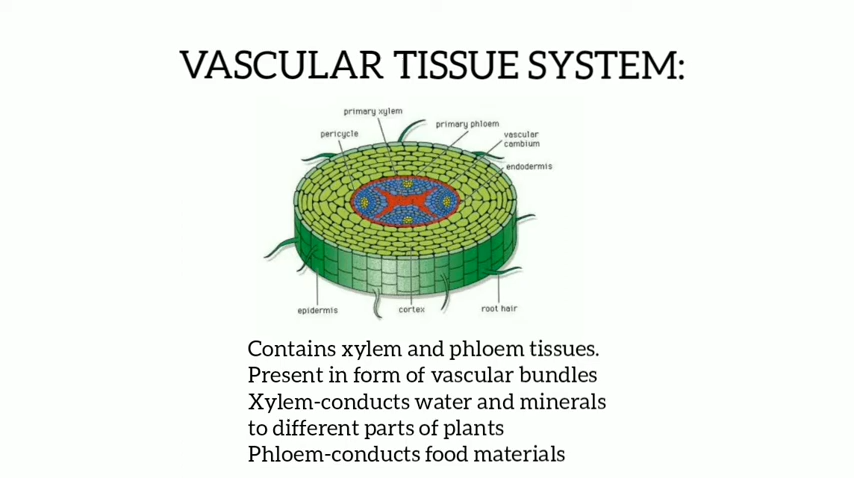 VASCULAR TISSUE SYSTEM:
primary xylem
primary phloem
pericycle
vascular
cambium
endodermis
epidermis
cortex
root hair
Contains xylem and phloem tissues.
Present in form of vascular bundles
Xylem-conducts water and minerals
to different parts of plants
Phloem-conducts food materials